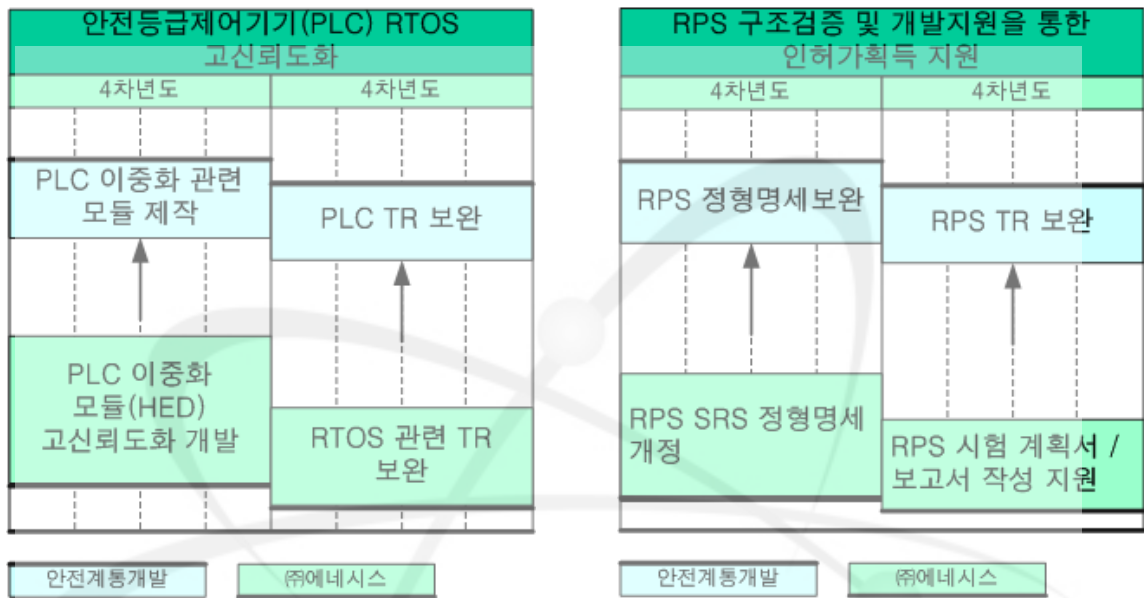 안전등급제어기기(PLC) RTOS
고신뢰도화
4차년도
4차년도
PLC 이중화 관련
모듈 제작
PLC TR 보완
PLC 이중화
모듈(HED)
고신뢰도화 개발
RTOS 관련 TR
보완
안전계통개발
㈜에네시스
RPS 구조검증 및 개발지원을 통한
인허가획득 지원
4차년도
4차년도
RPS 정형명세보완
RPS TR 보완
RPS SRS 정형명세
개정
RPS 시험 계획서 /
보고서 작성 지원
안전계통개발
㈜에네시스